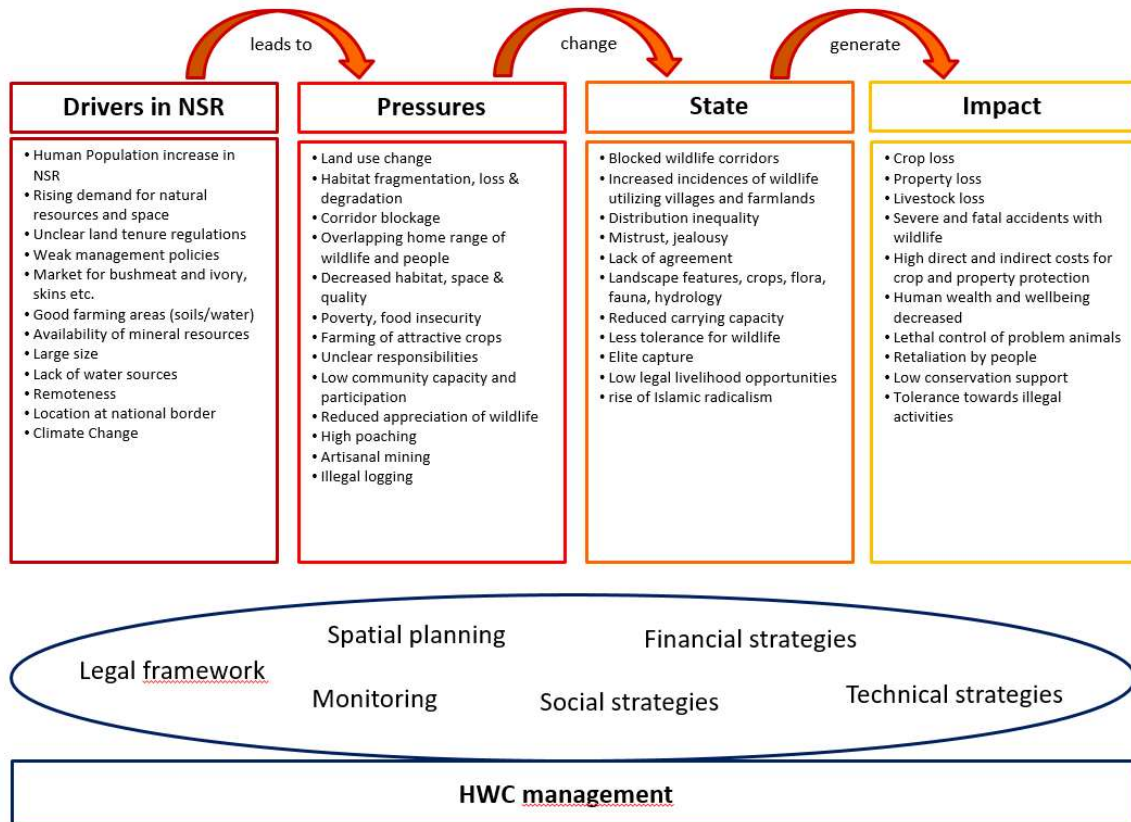 leads to
change
generate
Drivers in NSR
Pressures
State
Impact
• Human Population increase in
NSR
• Rising demand for natural
resources and space
• Unclear land tenure regulations
• Weak management policies
• Market for bushmeat and ivory,
skins etc.
• Good farming areas (soils/water)
• Availability of mineral resources
• Large size
• Lack of water sources
• Remoteness
• Location at national border
• Climate Change
• Land use change
• Habitat fragmentation, loss &
degradation
• Corridor blockage
• Overlapping home range of
wildlife and people
• Decreased habitat, space &
quality
• Poverty, food insecurity
• Farming of attractive crops
• Unclear responsibilities
• Low community capacity and
participation
• Reduced appreciation of wildlife
• High poaching
• Artisanal mining
• Illegal logging
• Blocked wildlife corridors
• Increased incidences of wildlife
utilizing villages and farmlands
• Distribution inequality
• Mistrust, jealousy
• Lack of agreement
• Landscape features, crops, flora,
fauna, hydrology
• Reduced carrying capacity
• Less tolerance for wildlife
• Elite capture
• Low legal livelihood opportunities
• rise of Islamic radicalism
• Crop loss
• Property loss
• Livestock loss
• Severe and fatal accidents with
wildlife
• High direct and indirect costs for
crop and property protection
• Human wealth and wellbeing
decreased
• Lethal control of problem animals
• Retaliation by people
• Low conservation support
• Tolerance towards illegal
activities
Spatial planning
Financial strategies
Legal framework
Monitoring
Social strategies
Technical strategies
HWC management